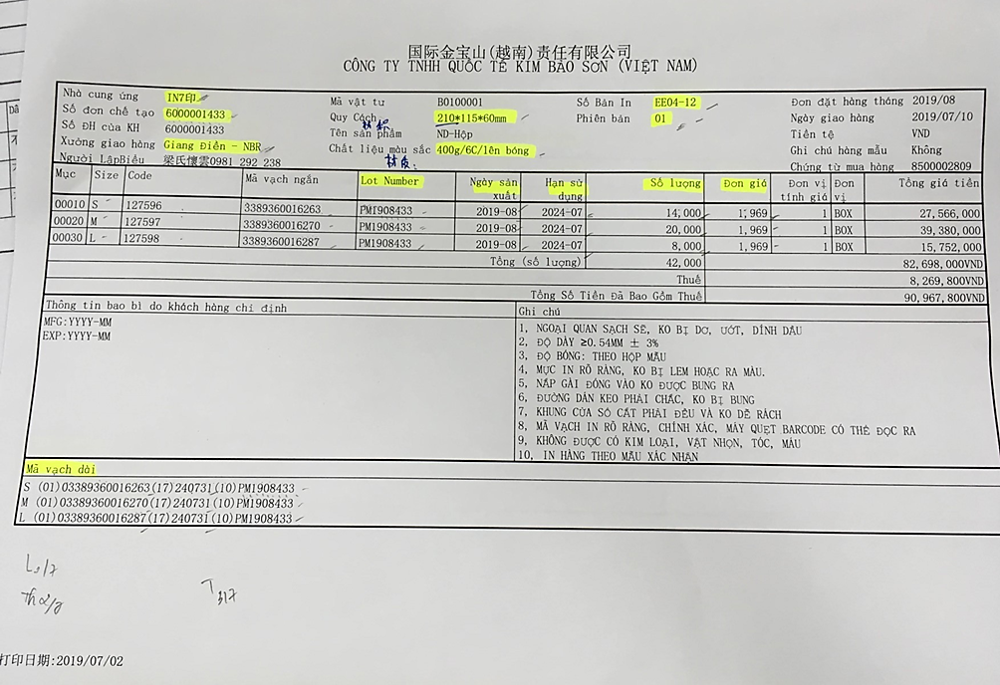 国际金宝山(越南)责任有限公司
CÔNG TY TNHH QUỐC TẾ KIM BẢO SƠN (VIỆT NAM)
Nhà cung ứng IN7印 Mã vật tư B0100001 Số Bản In EE04-12 Đơn đặt hàng tháng 2019/08
Số đơn chế tạo 6000001433 Quy Cách 210*115*60mm Phiên bản 01 Ngày giao hàng 2019/07/10
Số ĐH của KH 6000001433 Tên sản phẩm ND-Hộp Tiền tệ VND
Xưởng giao hàng Giang Điền - NBR Chất liệu màu sắc 400g/6C/lên bóng Ghi chú hàng mẫu Không
Người LậpBiểu 梁氏懷雲0981 292 238 材质 Chứng từ mua hàng 8500002809
Mục Size Code Mã vạch ngắn Lot Number Ngày sản xuất Hạn sử dụng Số lượng Đơn giá Đơn vị tính giá Đơn vị Tổng giá tiền
00010 S 127596 3389360016263 PM1908433 2019-08 2024-07 14,000 1,969 1 BOX 27,566,000
00020 M 127597 3389360016270 PM1908433 2019-08 2024-07 20,000 1,969 1 BOX 39,380,000
00030 L 127598 3389360016287 PM1908433 2019-08 2024-07 8,000 1,969 1 BOX 15,752,000
Tổng (số lượng) 42,000 82,698,000VND
Thuế 8,269,800VND
Tổng Số Tiền Đã Bao Gồm Thuế 90,967,800VND
Thông tin bao bì do khách hàng chỉ định
MFG:YYYY-MM
EXP:YYYY-MM
Ghi chú
1, NGOẠI QUAN SẠCH SẼ, KO BỊ DƠ, ƯỚT, DÍNH DẦU
2, ĐỘ DÀY ≥0.54MM ± 3%
3, ĐỘ BÓNG: THEO HỘP MẪU
4, MỰC IN RÕ RÀNG, KO BỊ LEM HOẶC RA MÀU.
5, NẮP GÀI ĐÓNG VÀO KO ĐƯỢC BUNG RA
6, ĐƯỜNG DÁN KEO PHẢI CHẮC, KO BỊ BUNG
7, KHUNG CỬA SỔ CẮT PHẢI ĐỀU VÀ KO DỄ RÁCH
8, MÃ VẠCH IN RÕ RÀNG, CHÍNH XÁC, MÁY QUÉT BARCODE CÓ THỂ ĐỌC RA
9, KHÔNG ĐƯỢC CÓ KIM LOẠI, VẬT NHỌN, TÓC, MÁU
10, IN HÀNG THEO MẪU XÁC NHẬN
Mã vạch dài
S (01)03389360016263(17)240731(10)PM1908433
M (01)03389360016270(17)240731(10)PM1908433
L (01)03389360016287(17)240731(10)PM1908433
打印日期:2019/07/02